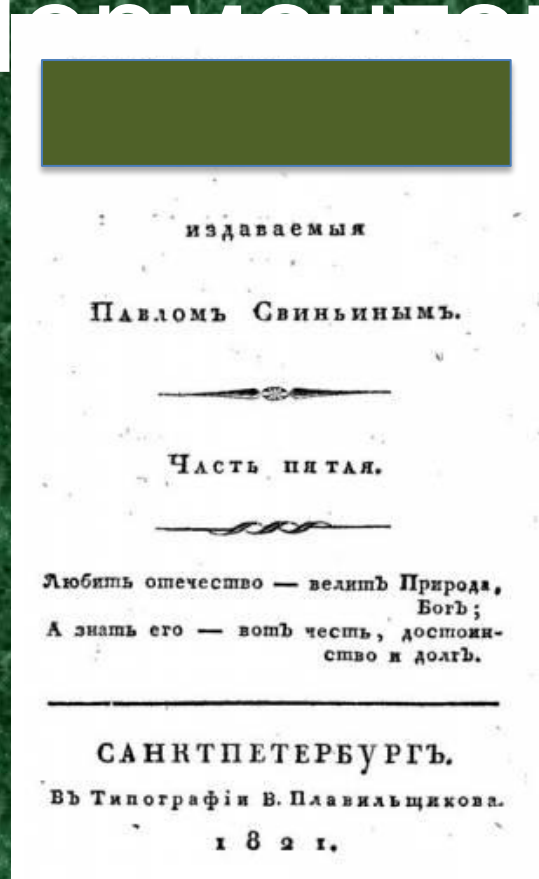 издаваемыя
Павломъ Свиньинымъ.
Часть пятая.
Любить отечество — велитъ Природа,
Богъ;
А знать его — вотъ честь, достоин-
ство и долгъ.
САНКТПЕТЕРБУРГЪ.
Въ Типографіи В. Плавильщикова.
1821.